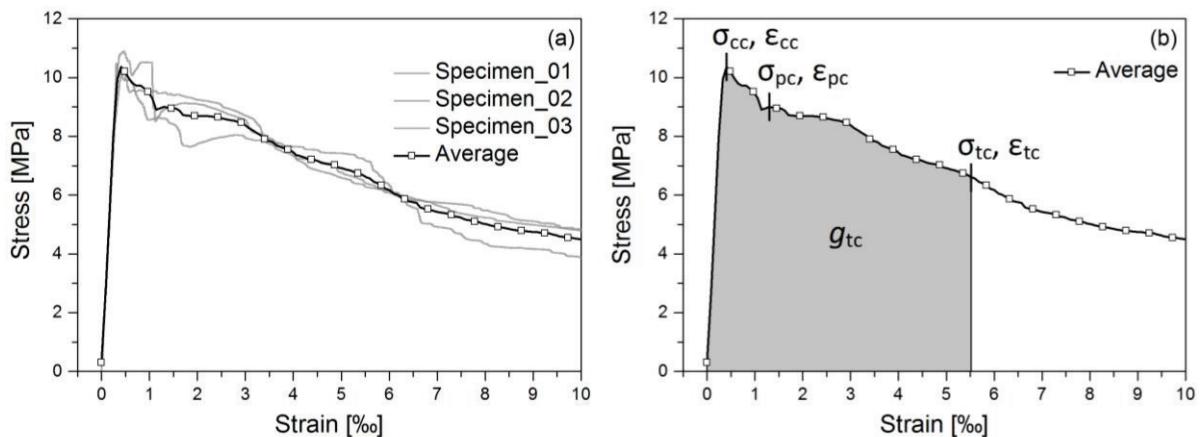 (a)
Specimen_01
Specimen_02
Specimen_03
Average
Stress [MPa]
12
10
8
6
4
2
0
0 1 2 3 4 5 6 7 8 9 10
Strain [‰]
(b)
σcc, εcc
σpc, εpc
Average
σtc, εtc
gtc
Stress [MPa]
12
10
8
6
4
2
0
0 1 2 3 4 5 6 7 8 9 10
Strain [‰]